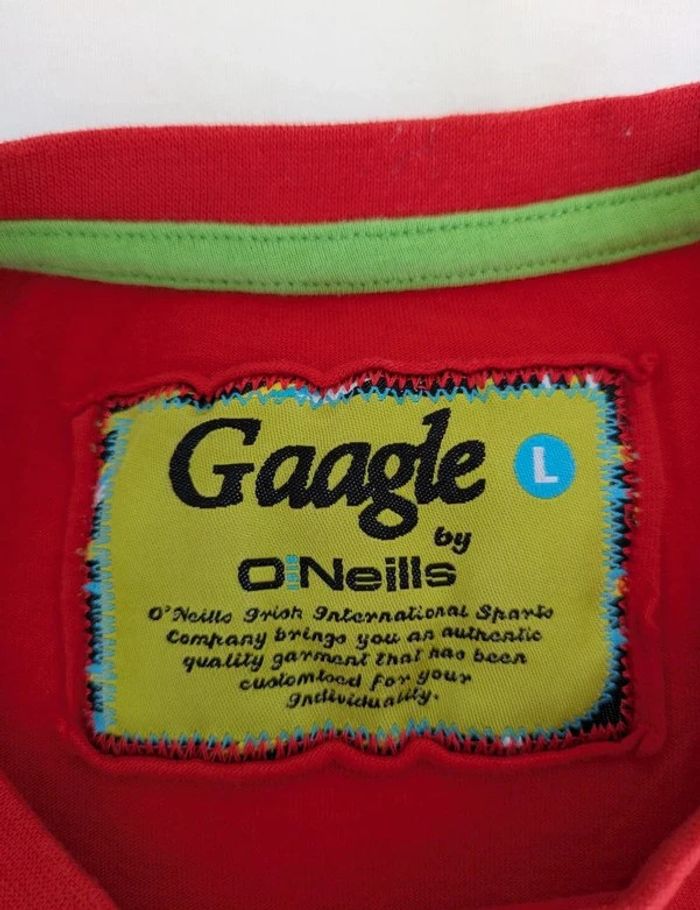 Gaagle L
by
O'Neills
O'Neills Irish International Sports
Company brings you an authentic
quality garment that has been
customised for your
Individuality.